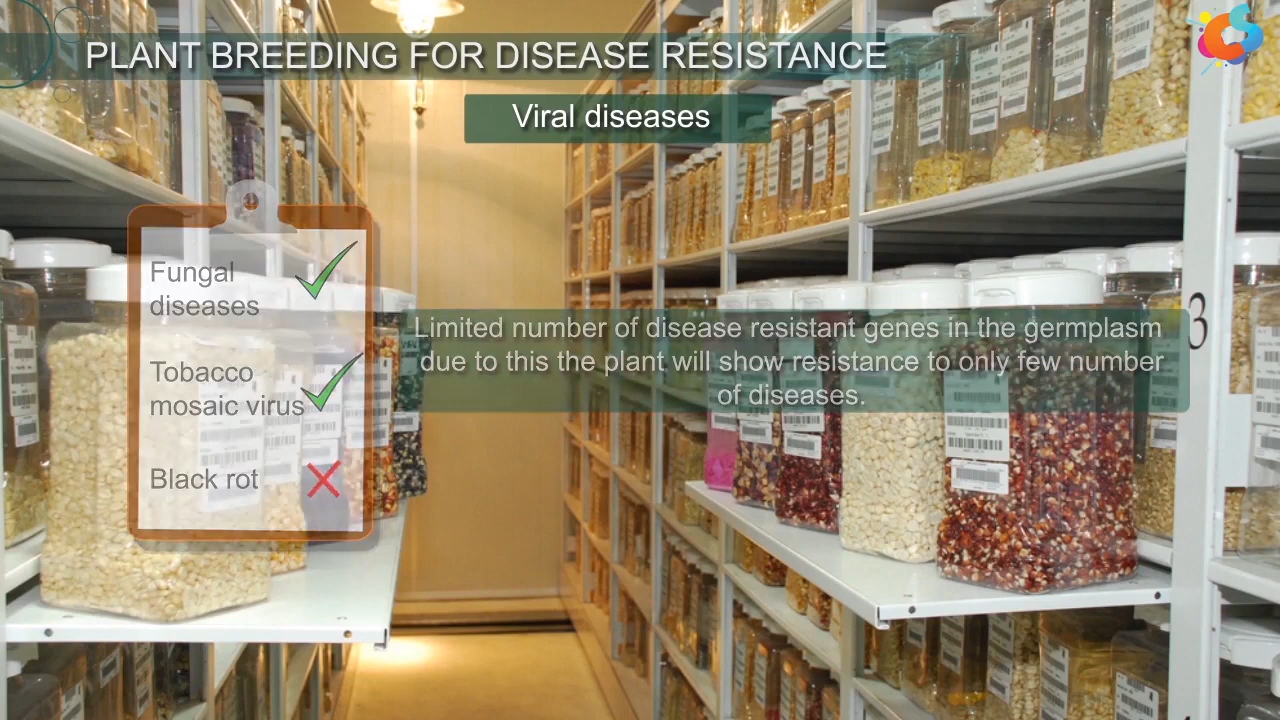 PLANT BREEDING FOR DISEASE RESISTANCE
Viral diseases
Fungal
diseases
Tobacco
mosaic virus
Black rot
Limited number of disease resistant genes in the germplasm
due to this the plant will show resistance to only few number
of diseases.
3